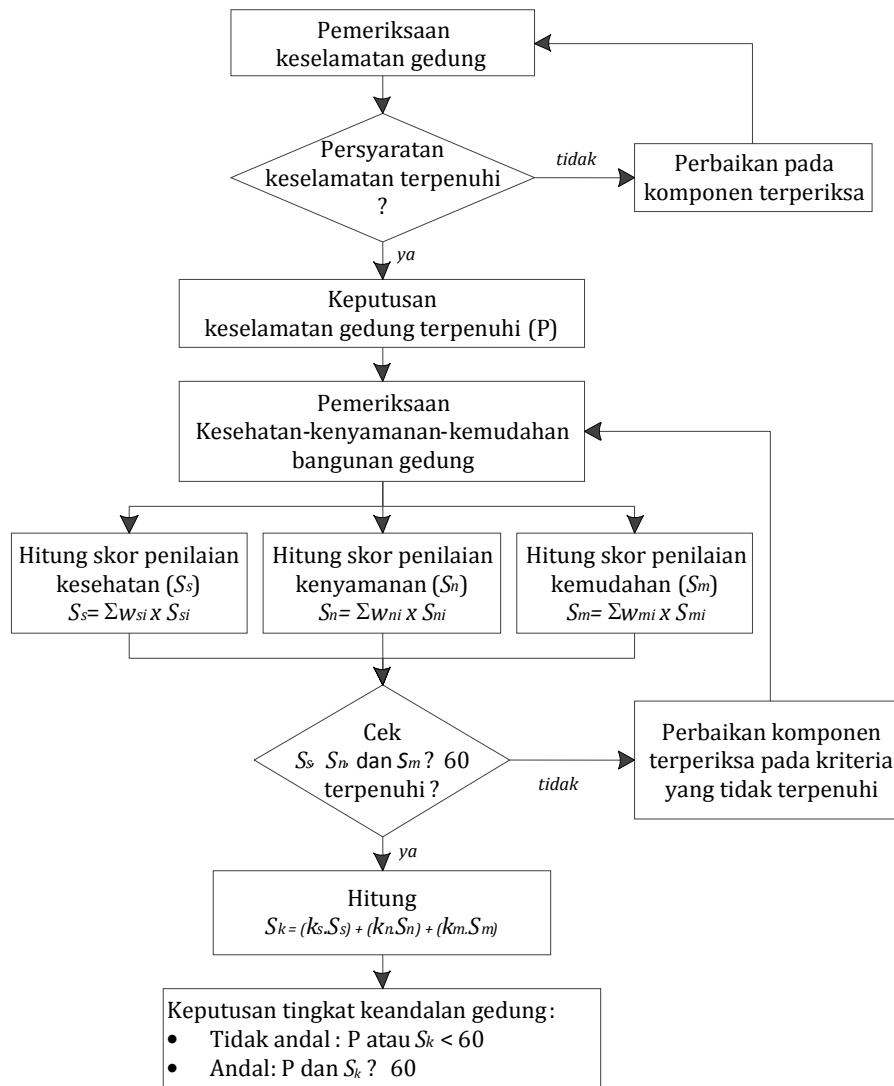 Pemeriksaan
keselamatan gedung
Persyaratan
keselamatan terpenuhi
?
tidak
Perbaikan pada
komponen terperiksa
ya
Keputusan
keselamatan gedung terpenuhi (P)
Pemeriksaan
Kesehatan-kenyamanan-kemudahan
bangunan gedung
Hitung skor penilaian
kesehatan (Ss)
Ss= Σwsi x Ssi
Hitung skor penilaian
kenyamanan (Sn)
Sn= Σwni x Sni
Hitung skor penilaian
kemudahan (Sm)
Sm= Σwmi x Smi
Cek
Ss, Sn, dan Sm ? 60
terpenuhi ?
tidak
Perbaikan komponen
terperiksa pada kriteria
yang tidak terpenuhi
ya
Hitung
Sk = (ks.Ss) + (kn.Sn) + (km.Sm)
Keputusan tingkat keandalan gedung:
• Tidak andal : P atau Sk < 60
• Andal: P dan Sk ? 60